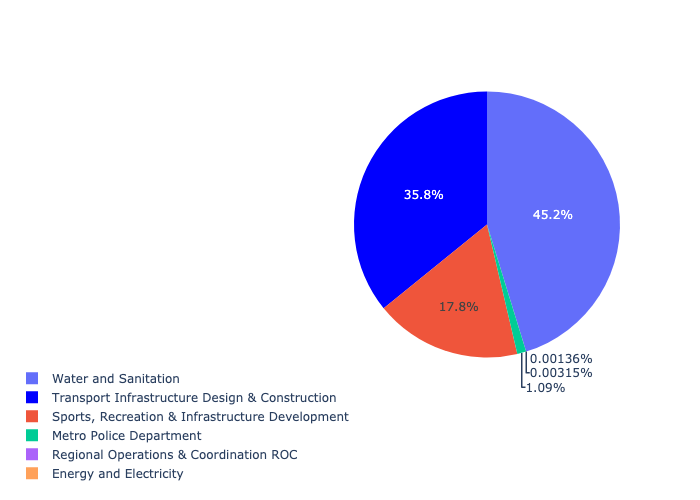 35.8%
45.2%
17.8%
0.00136%
0.00315%
1.09%
Water and Sanitation
Transport Infrastructure Design & Construction
Sports, Recreation & Infrastructure Development
Metro Police Department
Regional Operations & Coordination ROC
Energy and Electricity